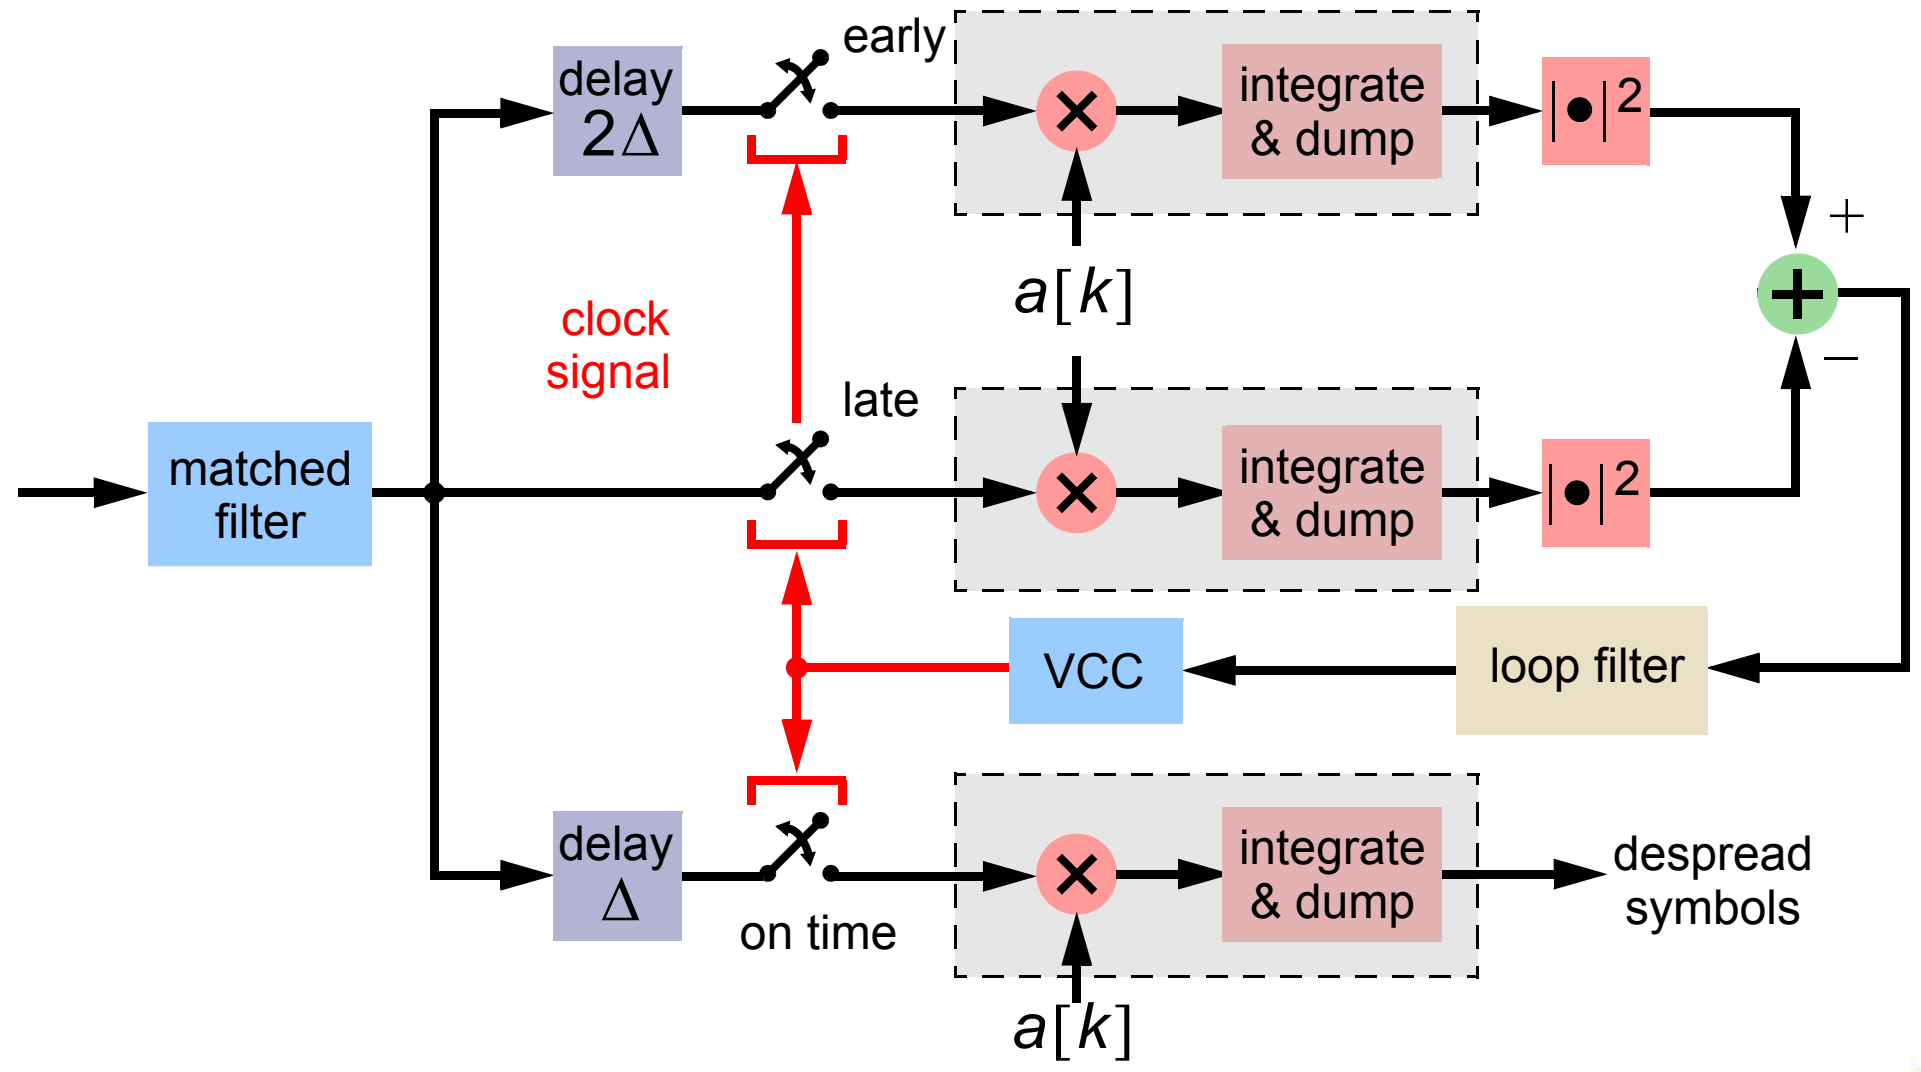 early
delay
2Δ
integrate
& dump
|•|²
+
a[k]
clock
signal
late
−
matched
filter
integrate
& dump
|•|²
VCC
loop filter
delay
Δ
on time
integrate
& dump
despread
symbols
a[k]